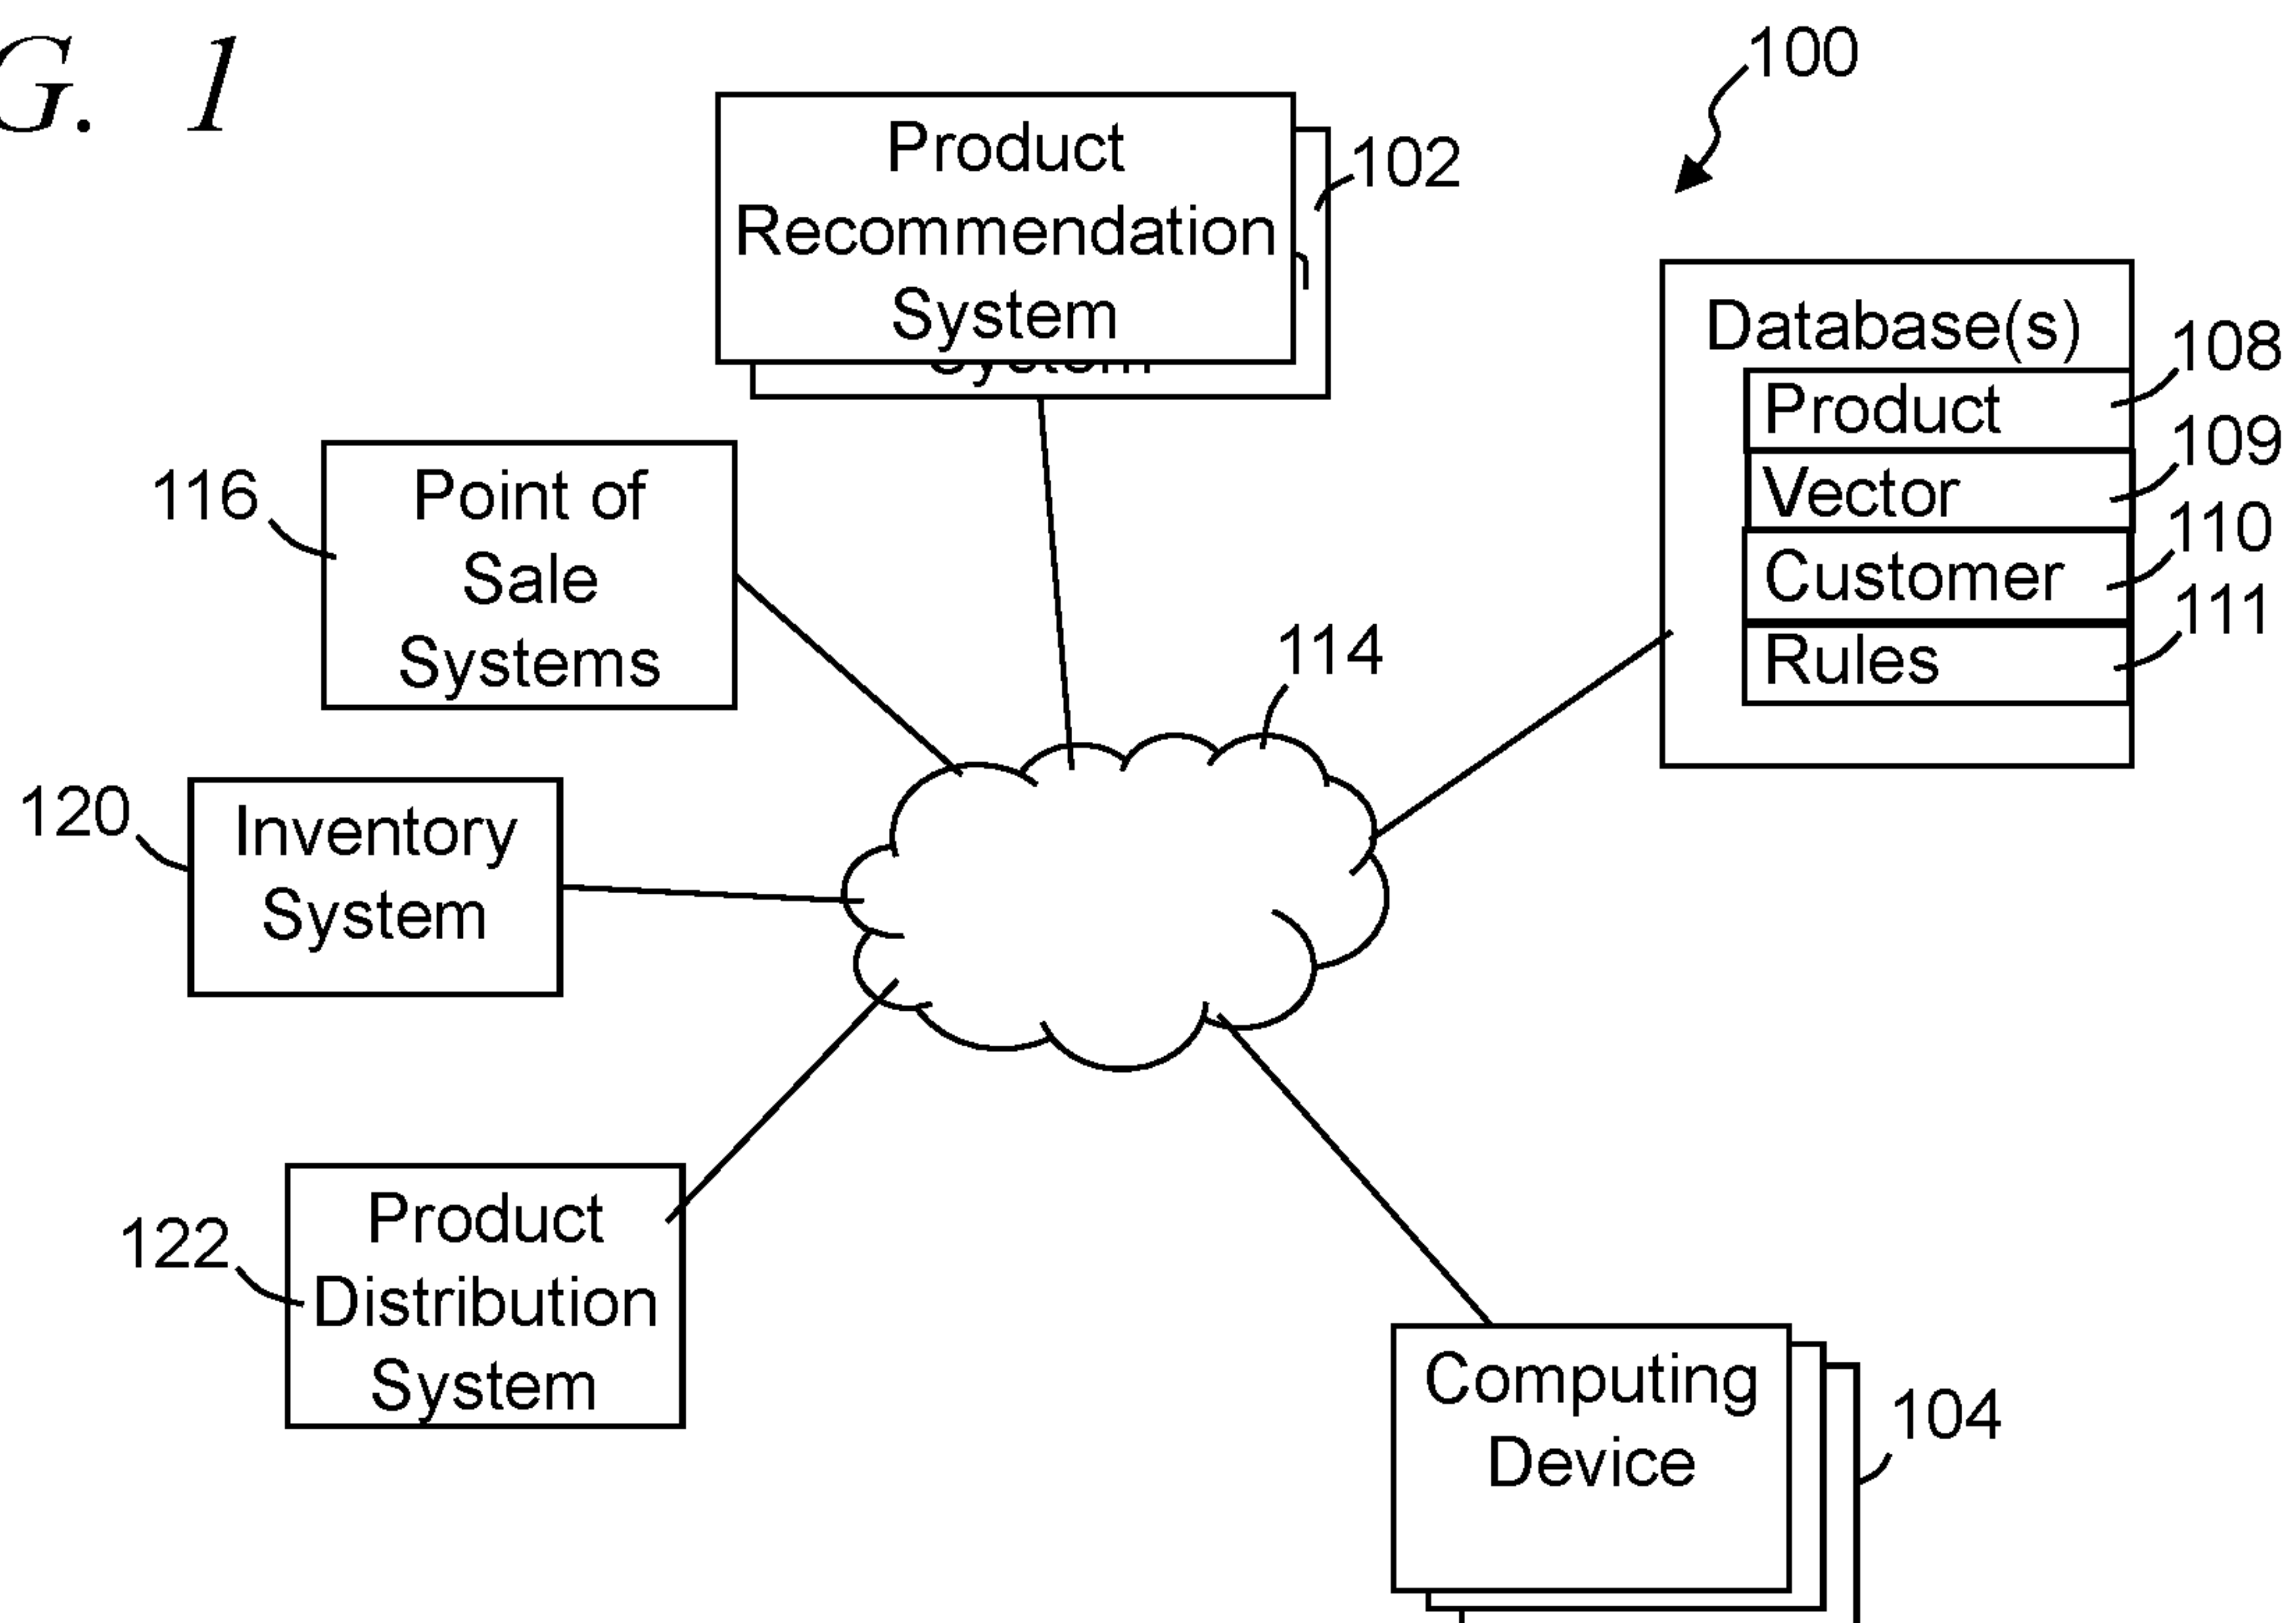 G. 1
100
Product
Recommendation
System
102
Database(s)
Product
108
Vector
109
Customer
110
Rules
111
116
Point of
Sale
Systems
114
120
Inventory
System
122
Product
Distribution
System
Computing
Device
104